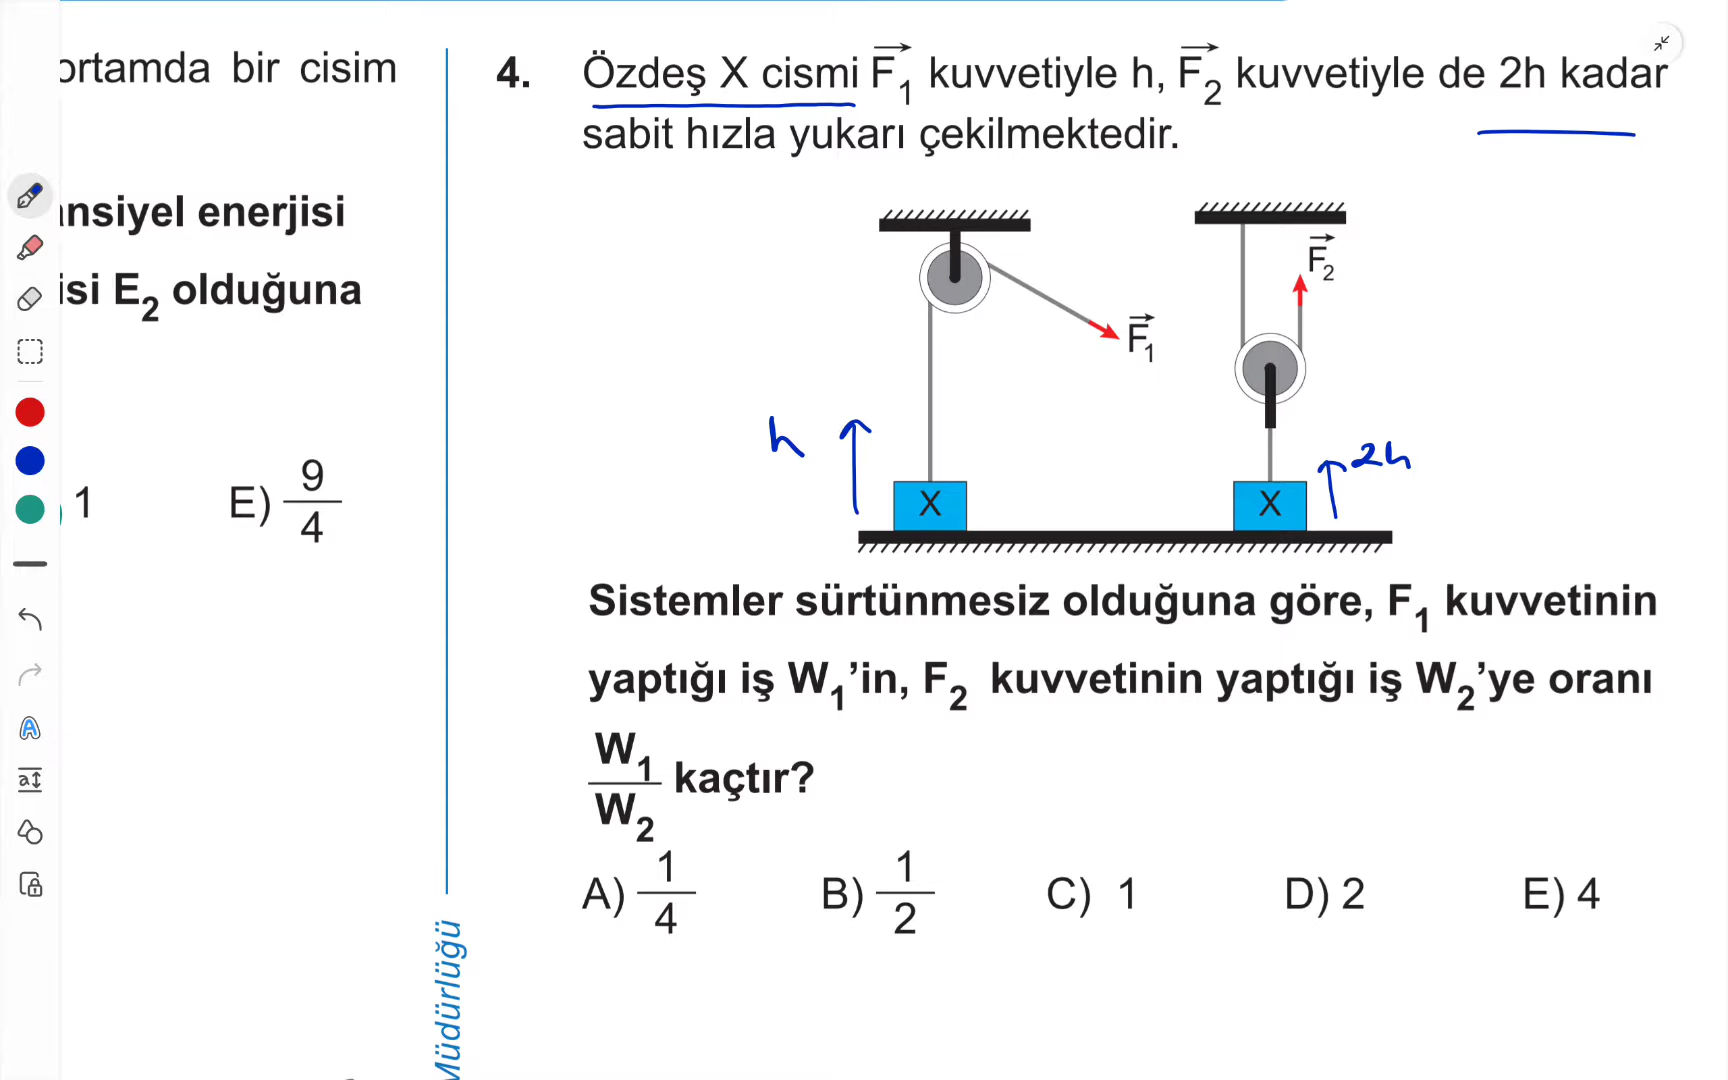 ortamda bir cisim
ansiyel enerjisi
isi E₂ olduğuna
1 E) 9/4
4. Özdeş X cismi F₁ kuvvetiyle h, F₂ kuvvetiyle de 2h kadar
sabit hızla yukarı çekilmektedir.
F₂
F₁
h
2h
X X
Sistemler sürtünmesiz olduğuna göre, F₁ kuvvetinin
yaptığı iş W₁'in, F₂ kuvvetinin yaptığı iş W₂'ye oranı
W₁/W₂ kaçtır?
A) 1/4 B) 1/2 C) 1 D) 2 E) 4
Müdürlüğü